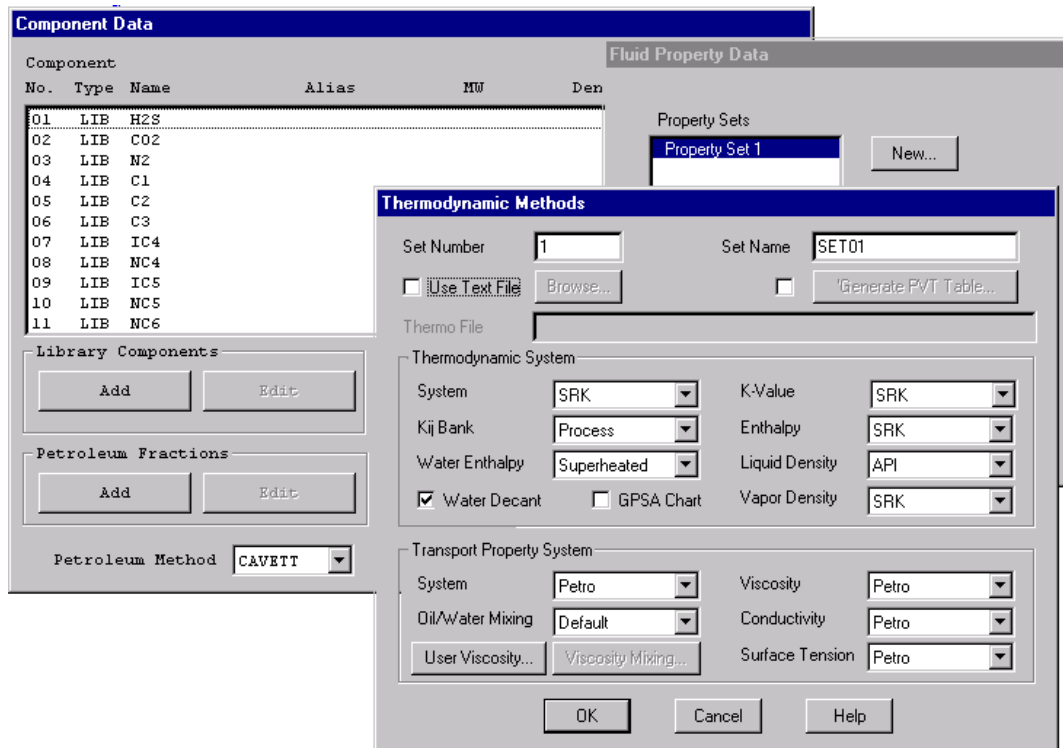 Component Data
Component
No. Type Name Alias MW Den
01 LIB H2S
02 LIB CO2
03 LIB N2
04 LIB C1
05 LIB C2
06 LIB C3
07 LIB IC4
08 LIB NC4
09 LIB IC5
10 LIB NC5
11 LIB NC6
Library Components
Add Edit
Petroleum Fractions
Add Edit
Petroleum Method CAVETT
Fluid Property Data
Property Sets
Property Set 1
New...
Thermodynamic Methods
Set Number 1 Set Name SET01
Use Text File Browse... 'Generate PVT Table...
Thermo File
Thermodynamic System
System SRK K-Value SRK
Kij Bank Process Enthalpy SRK
Water Enthalpy Superheated Liquid Density API
Water Decant GPSA Chart Vapor Density SRK
Transport Property System
System Petro Viscosity Petro
Oil/Water Mixing Default Conductivity Petro
User Viscosity... Viscosity Mixing... Surface Tension Petro
OK Cancel Help